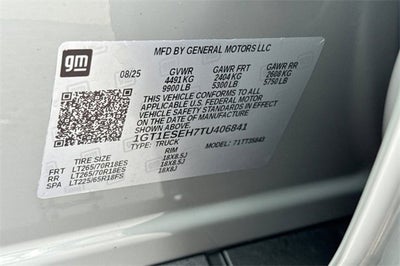 gm
MFD BY GENERAL MOTORS LLC
08/25 GVWR GAWR FRT GAWR RR
4491 KG 2404 KG 2608 KG
9900 LB 5300 LB 5750 LB
THIS VEHICLE CONFORMS TO ALL
APPLICABLE U.S. FEDERAL MOTOR
VEHICLE SAFETY STANDARDS IN
EFFECT ON THE DATE OF
MANUFACTURE SHOWN ABOVE.
1GT1ESEH7TU406841
TYPE: TRUCK MODEL:
TIRE SIZE RIM
FRT LT265/70R18ES 18X8.5J
RR LT265/70R18ES 18X8.5J
SPA LT225/65R18FS 18X8J